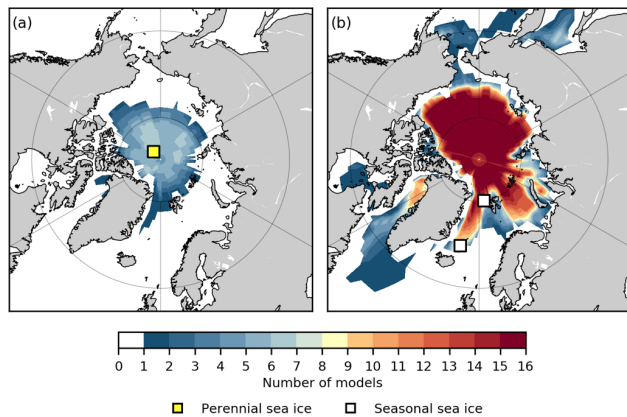 (a) (b)
0 1 2 3 4 5 6 7 8 9 10 11 12 13 14 15 16
Number of models
Perennial sea ice Seasonal sea ice